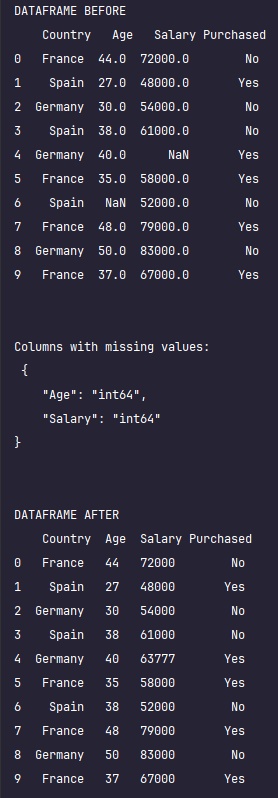 DATAFRAME BEFORE
Country Age Salary Purchased
0 France 44.0 72000.0 No
1 Spain 27.0 48000.0 Yes
2 Germany 30.0 54000.0 No
3 Spain 38.0 61000.0 No
4 Germany 40.0 NaN Yes
5 France 35.0 58000.0 Yes
6 Spain NaN 52000.0 No
7 France 48.0 79000.0 Yes
8 Germany 50.0 83000.0 No
9 France 37.0 67000.0 Yes
Columns with missing values:
{
"Age": "int64",
"Salary": "int64"
}
DATAFRAME AFTER
Country Age Salary Purchased
0 France 44 72000 No
1 Spain 27 48000 Yes
2 Germany 30 54000 No
3 Spain 38 61000 No
4 Germany 40 63777 Yes
5 France 35 58000 Yes
6 Spain 38 52000 No
7 France 48 79000 Yes
8 Germany 50 83000 No
9 France 37 67000 Yes